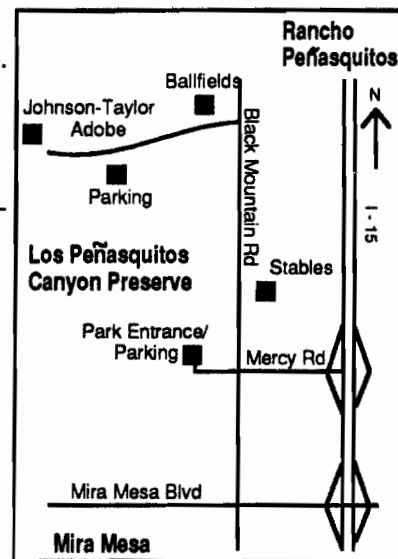 Rancho
Peñasquitos
Ballfields
Johnson-Taylor
Adobe
N
Black Mountain Rd
Parking
I-15
Los Peñasquitos
Canyon Preserve
Stables
Park Entrance/
Parking
Mercy Rd
Mira Mesa Blvd
Mira Mesa